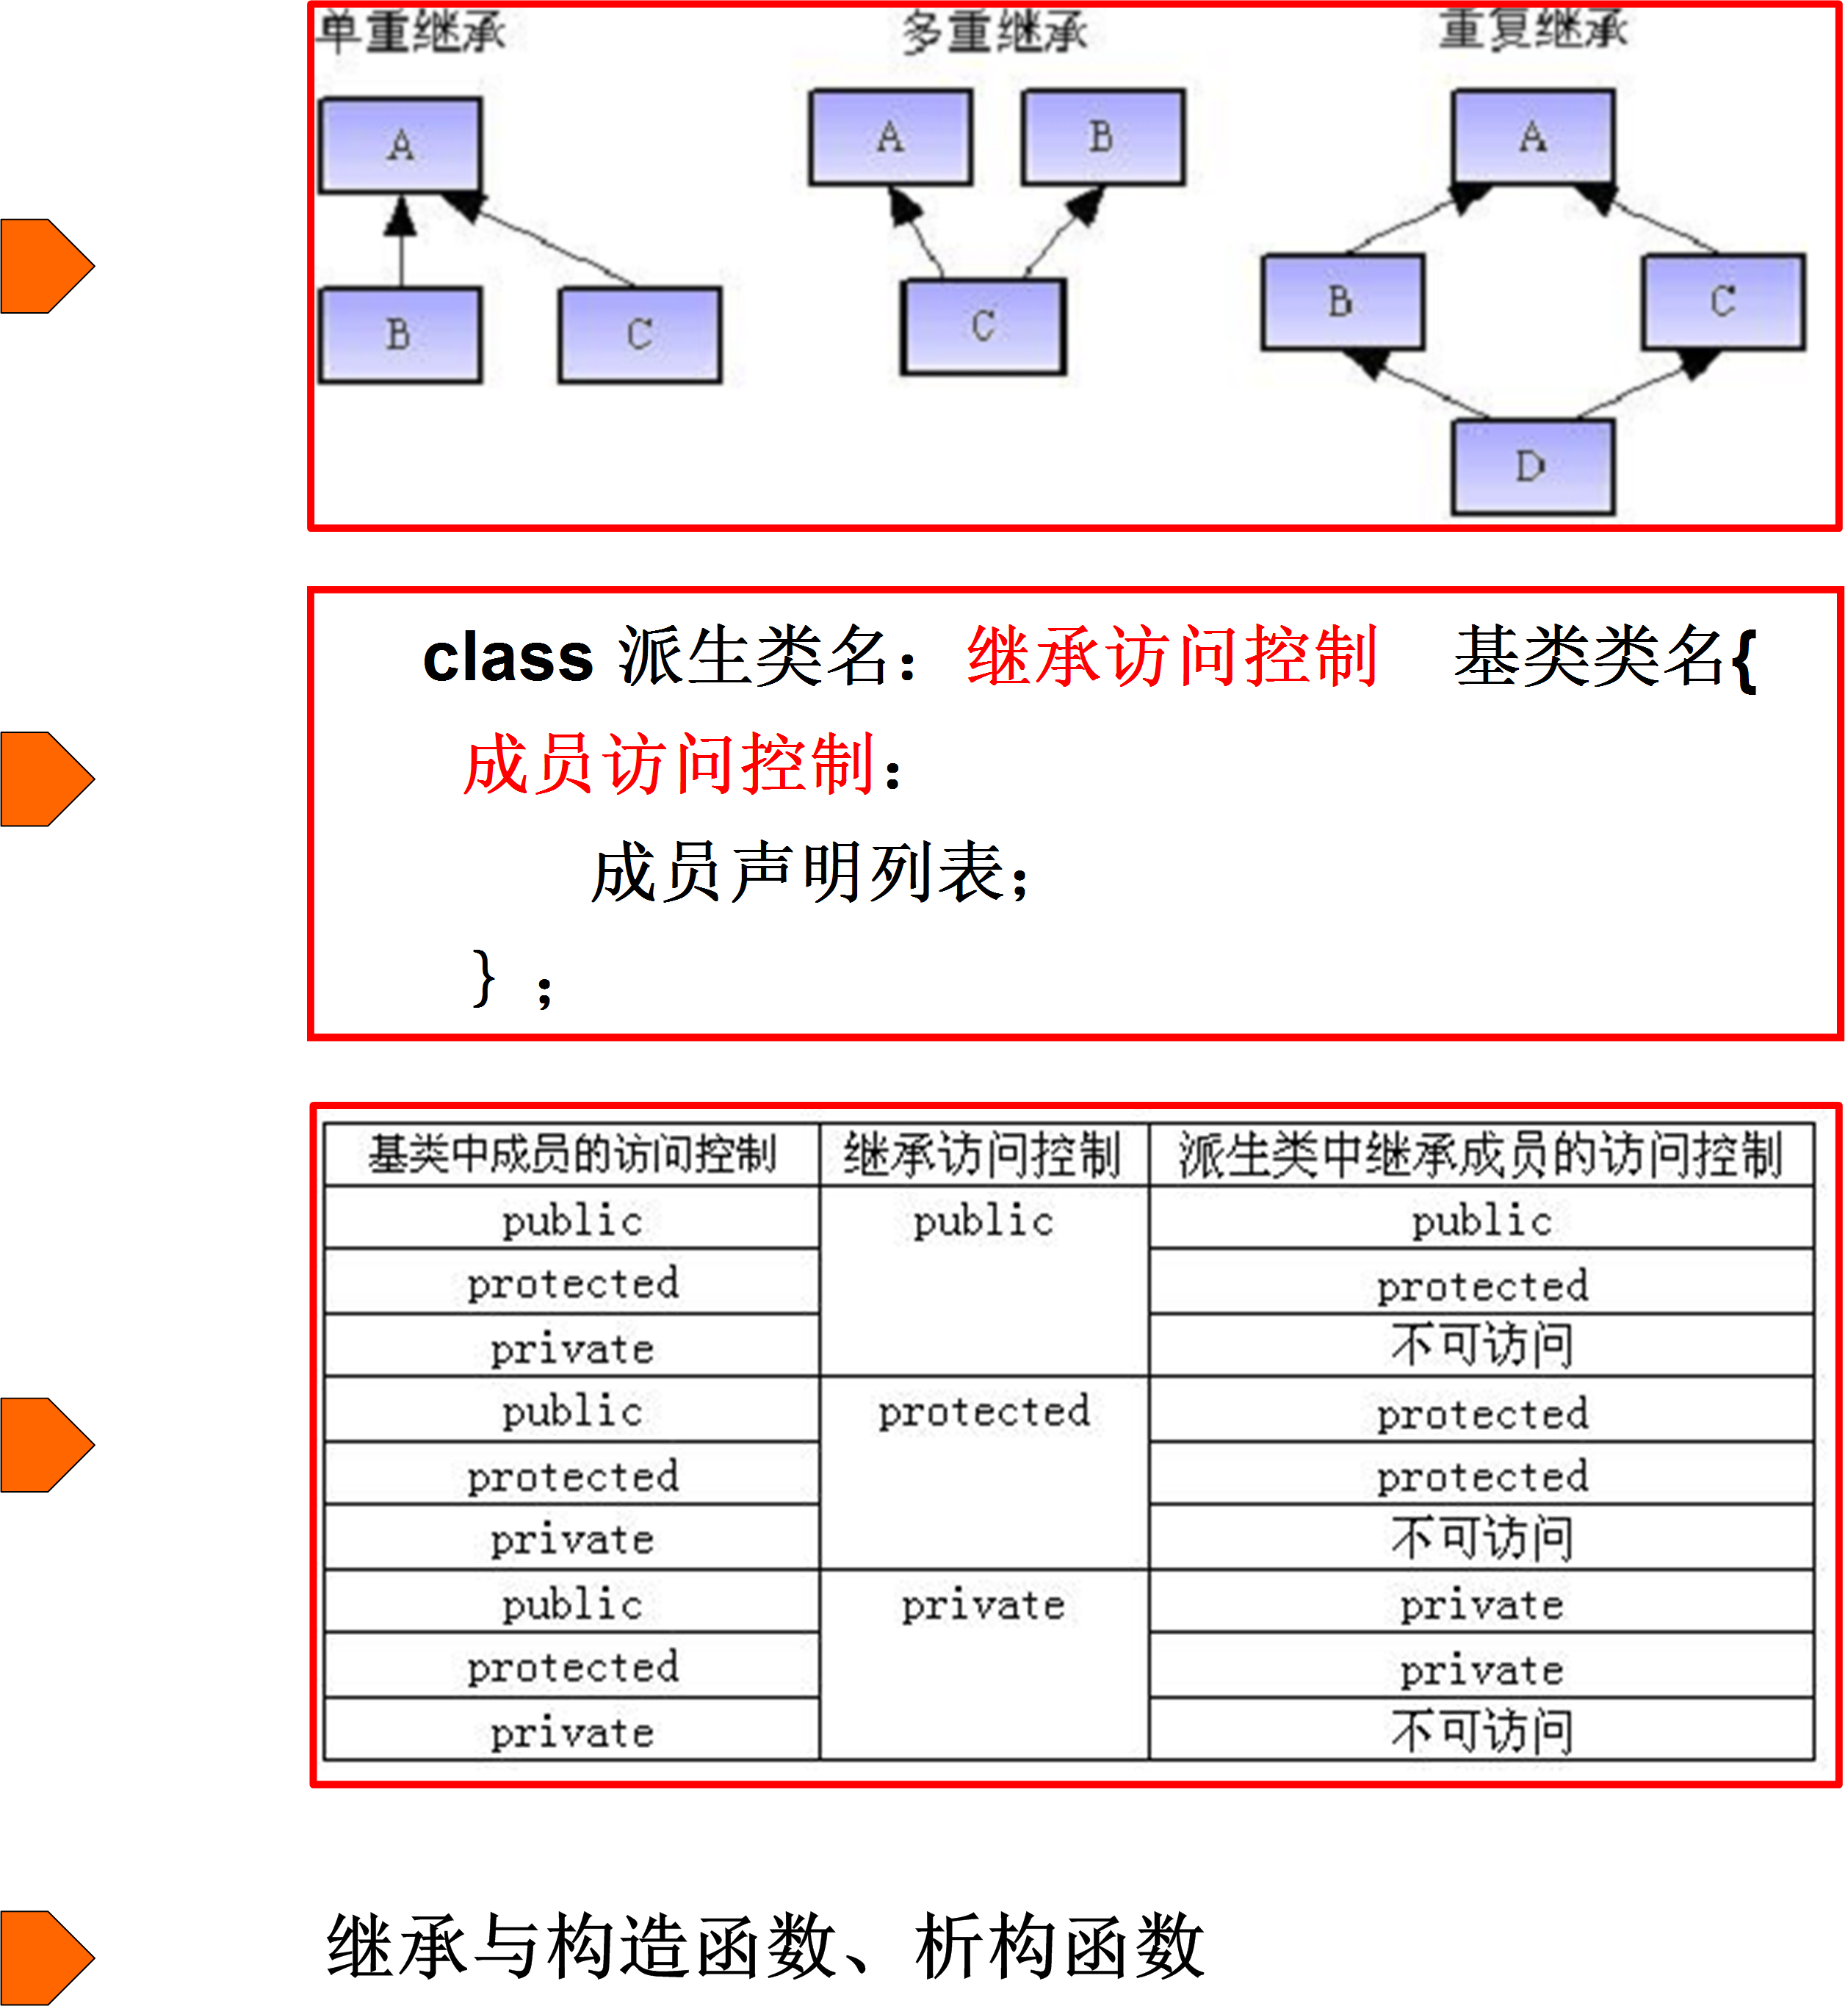 单重继承 多重继承 重复继承
A A B A
B C C B C
D
class 派生类名：继承访问控制 基类类名{
成员访问控制：
成员声明列表；
} ；
基类中成员的访问控制 继承访问控制 派生类中继承成员的访问控制
public public public
protected protected
private 不可访问
public protected protected
protected protected
private 不可访问
public private private
protected private
private 不可访问
继承与构造函数、析构函数